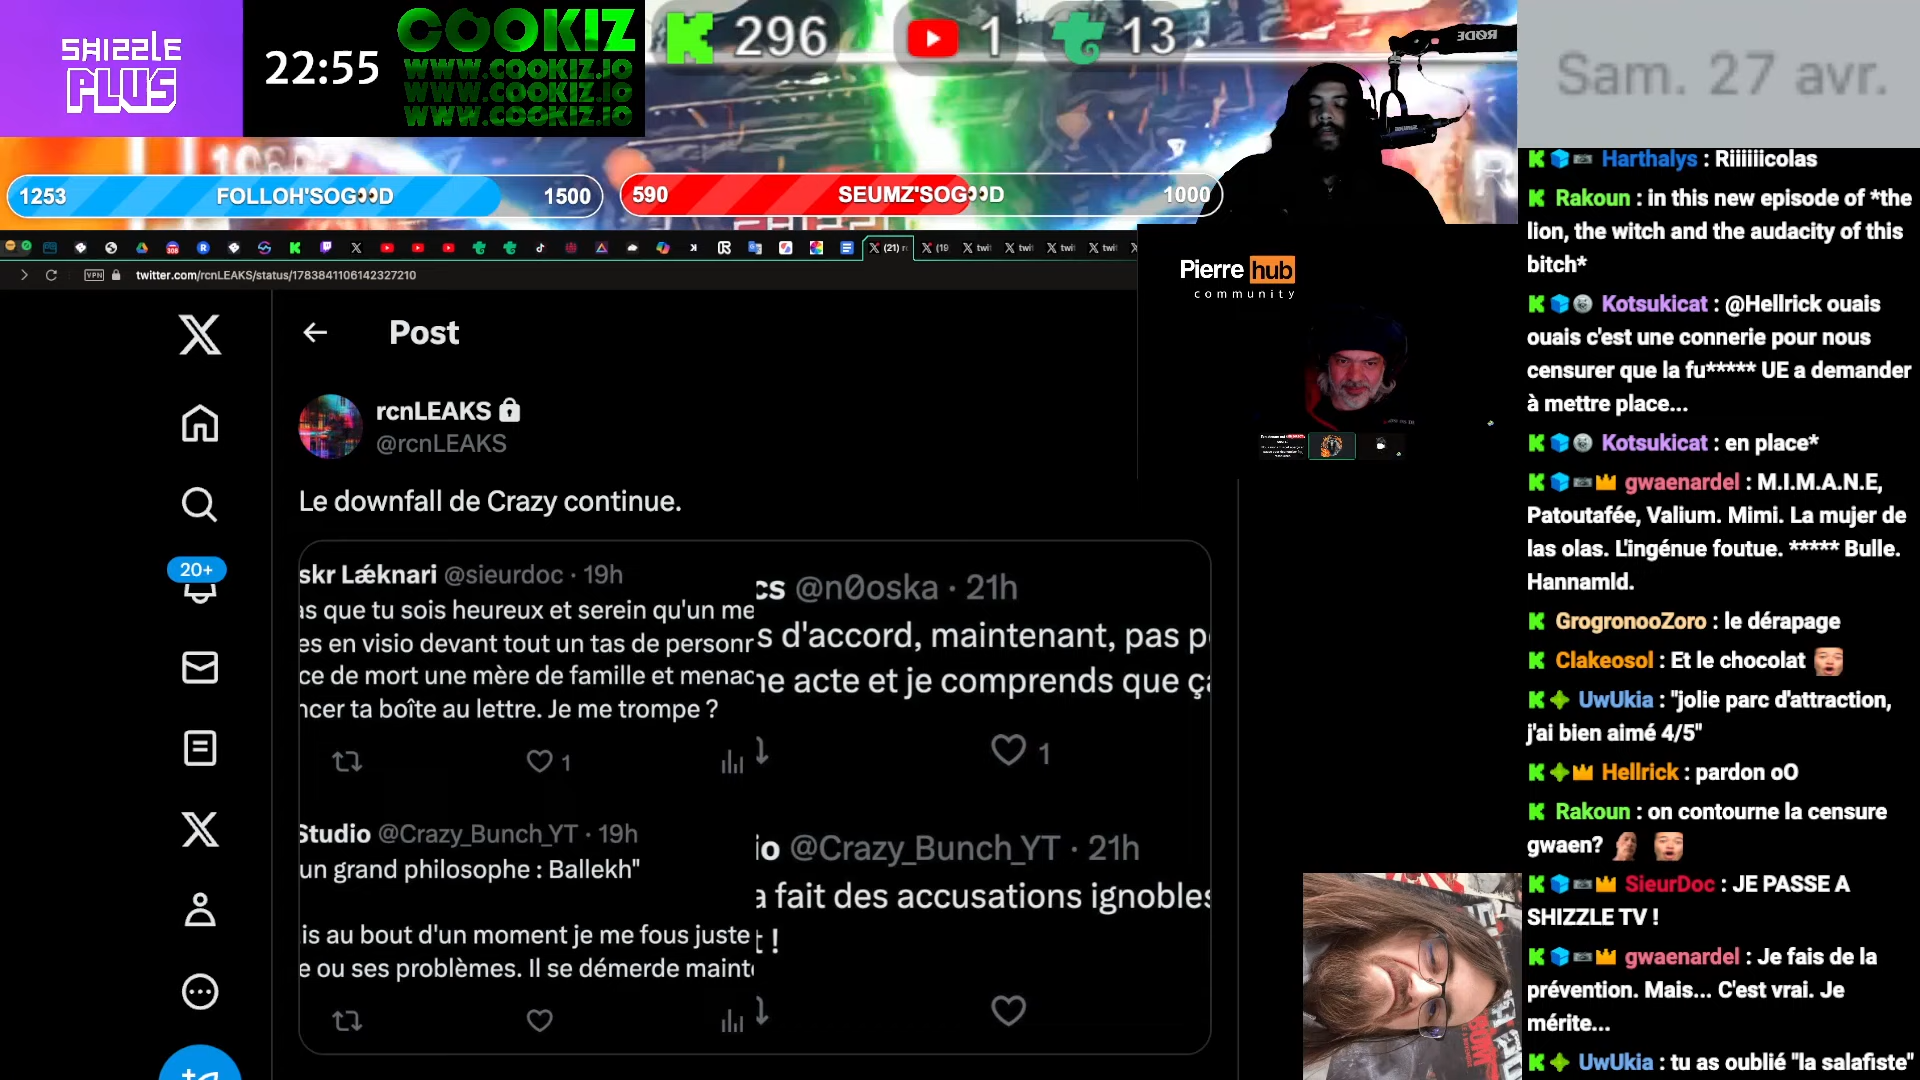 SHIZZLE
PLUS
22:55
COOKIZ
WWW.COOKIZ.IO
WWW.COOKIZ.IO
WWW.COOKIZ.IO
296
1
13
RØDE
Sam. 27 avr.
1253 FOLLOH'SOG👀D 1500
590 SEUMZ'SOG👀D 1000
VPN twitter.com/rcnLEAKS/status/1783841106142327210
Pierre hub
community
Post
rcnLEAKS
@rcnLEAKS
Le downfall de Crazy continue.
skr Lǽknari @sieurdoc · 19h
as que tu sois heureux et serein qu'un me
es en visio devant tout un tas de personr
ce de mort une mère de famille et menac
ncer ta boîte au lettre. Je me trompe ?
1
Studio @Crazy_Bunch_YT · 19h
un grand philosophe : Ballekh"
is au bout d'un moment je me fous juste
e ou ses problèmes. Il se démerde mainte
cs @n0oska · 21h
s d'accord, maintenant, pas p
ne acte et je comprends que ça
1
io @Crazy_Bunch_YT · 21h
a fait des accusations ignobles
t !
20+
Harthalys : Riiiiiicolas
Rakoun : in this new episode of *the
lion, the witch and the audacity of this
bitch*
Kotsukicat : @Hellrick ouais
ouais c'est une connerie pour nous
censurer que la fu***** UE a demander
à mettre place...
Kotsukicat : en place*
gwaenardel : M.I.M.A.N.E,
Patoutafée, Valium. Mimi. La mujer de
las olas. L'ingénue foutue. ***** Bulle.
Hannamld.
GrogronooZoro : le dérapage
Clakeosol : Et le chocolat
UwUkia : "jolie parc d'attraction,
j'ai bien aimé 4/5"
Hellrick : pardon oO
Rakoun : on contourne la censure
gwaen?
SieurDoc : JE PASSE A
SHIZZLE TV !
gwaenardel : Je fais de la
prévention. Mais... C'est vrai. Je
mérite...
UwUkia : tu as oublié "la salafiste"